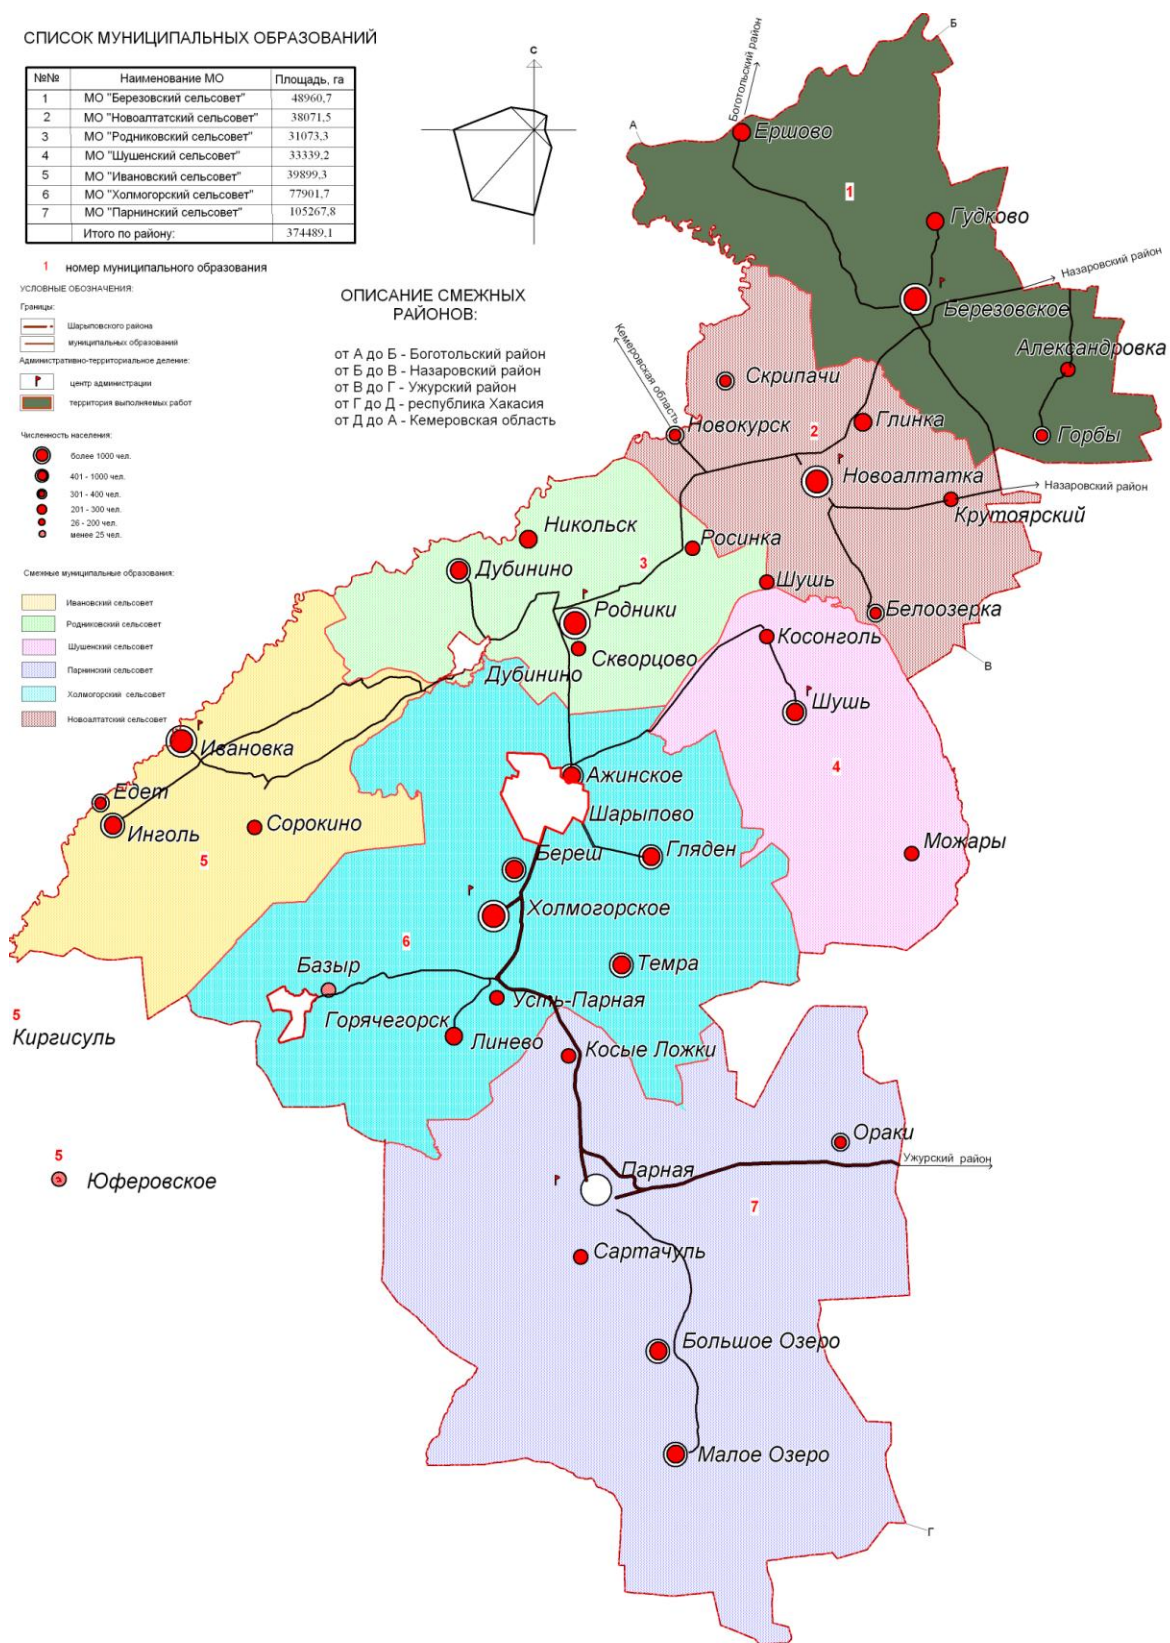 СПИСОК МУНИЦИПАЛЬНЫХ ОБРАЗОВАНИЙ
№№ Наименование МО Площадь, га
1 МО "Березовский сельсовет" 48960,7
2 МО "Новоалтатский сельсовет" 38071,5
3 МО "Родниковский сельсовет" 31073,3
4 МО "Шушенский сельсовет" 33339,2
5 МО "Ивановский сельсовет" 39899,3
6 МО "Холмогорский сельсовет" 77901,7
7 МО "Парнинский сельсовет" 105267,8
Итого по району: 374489,1
1 номер муниципального образования
УСЛОВНЫЕ ОБОЗНАЧЕНИЯ:
Границы:
Шарыповского района
муниципальных образований
Административно-территориальное деление:
центр администрации
территория выполняемых работ
Численность населения:
более 1000 чел.
401 - 1000 чел.
301 - 400 чел.
201 - 300 чел.
26 - 200 чел.
менее 25 чел.
Смежные муниципальные образования:
Ивановский сельсовет
Родниковский сельсовет
Шушенский сельсовет
Парнинский сельсовет
Холмогорский сельсовет
Новоалтатский сельсовет
С
ОПИСАНИЕ СМЕЖНЫХ
РАЙОНОВ:
от А до Б - Боготольский район
от Б до В - Назаровский район
от В до Г - Ужурский район
от Г до Д - республика Хакасия
от Д до А - Кемеровская область
Б
Боготольский район
А
Ершово
1
Гудково
Назаровский район
Березовское
Кемеровская область
Александровка
Скрипачи
Глинка
Новокурск
2
Горбы
Новоалтатка
Назаровский район
Крутоярский
Никольск
Росинка
Дубинино
3
Шушь
Родники
Белоозерка
Косонголь
Скворцово
В
Дубинино
Шушь
Ивановка
4
Ажинское
Едет
Шарыпово
Инголь
Сорокино
Можары
5
Береш
Гляден
Холмогорское
6
Базыр
Темра
Усть-Парная
5
Киргисуль
Горячегорск
Линево
Косые Ложки
Ораки
5
Юферовское
Парная
Ужурский район
7
Сартачуль
Большое Озеро
Малое Озеро
Г